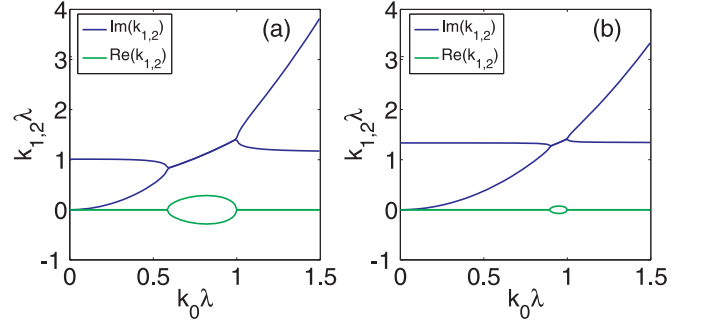 4
3
2
1
0
-1
k₁,₂λ
Im(k₁,₂)
Re(k₁,₂)
(a)
0 0.5 1 1.5
k₀λ
4
3
2
1
0
-1
k₁,₂λ
Im(k₁,₂)
Re(k₁,₂)
(b)
0 0.5 1 1.5
k₀λ